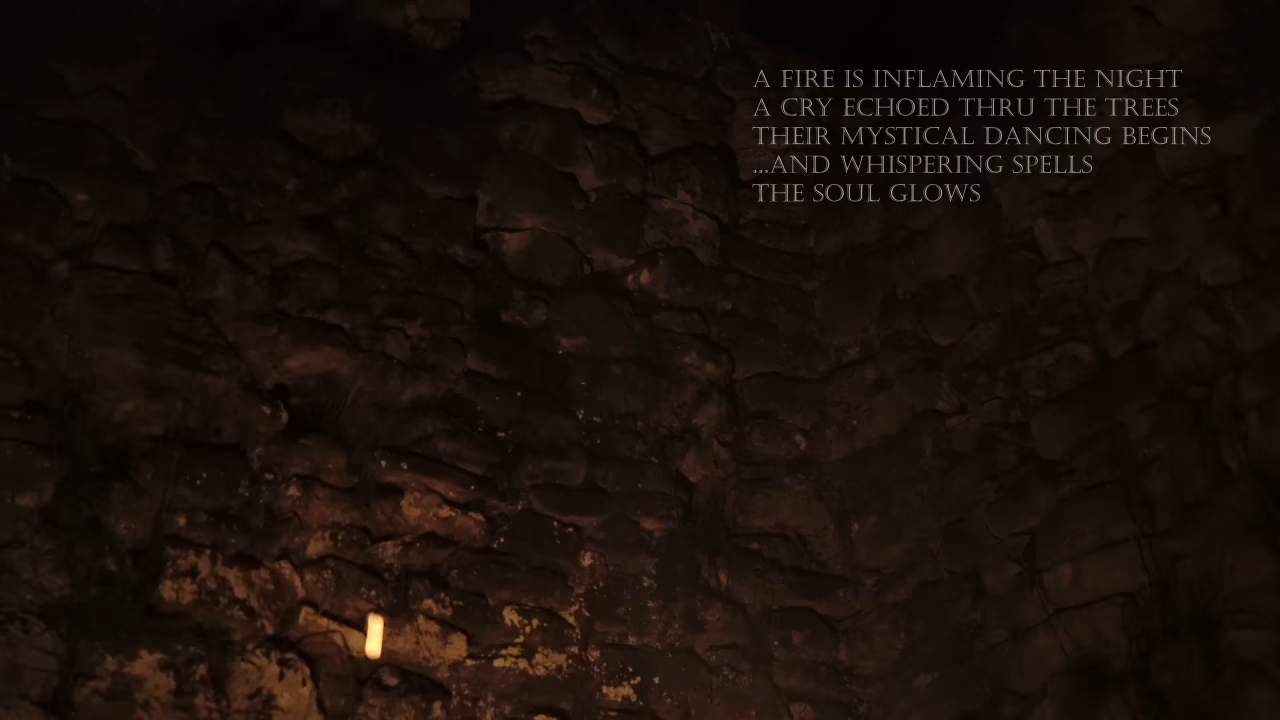 A FIRE IS INFLAMING THE NIGHT
A CRY ECHOED THRU THE TREES
THEIR MYSTICAL DANCING BEGINS
...AND WHISPERING SPELLS
THE SOUL GLOWS